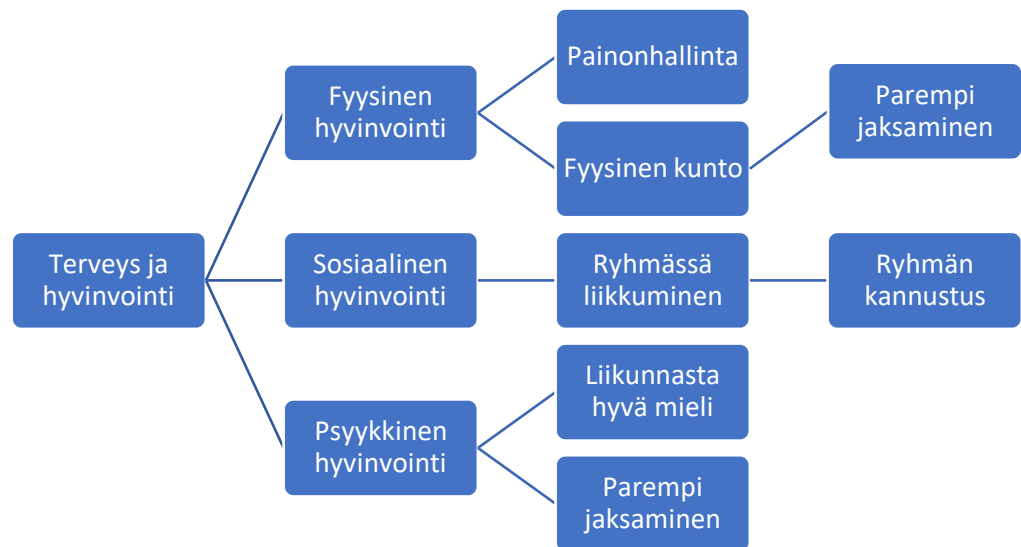 Terveys ja
hyvinvointi
Fyysinen
hyvinvointi
Painonhallinta
Fyysinen kunto
Parempi
jaksaminen
Sosiaalinen
hyvinvointi
Ryhmässä
liikkuminen
Ryhmän
kannustus
Psyykkinen
hyvinvointi
Liikunnasta
hyvä mieli
Parempi
jaksaminen